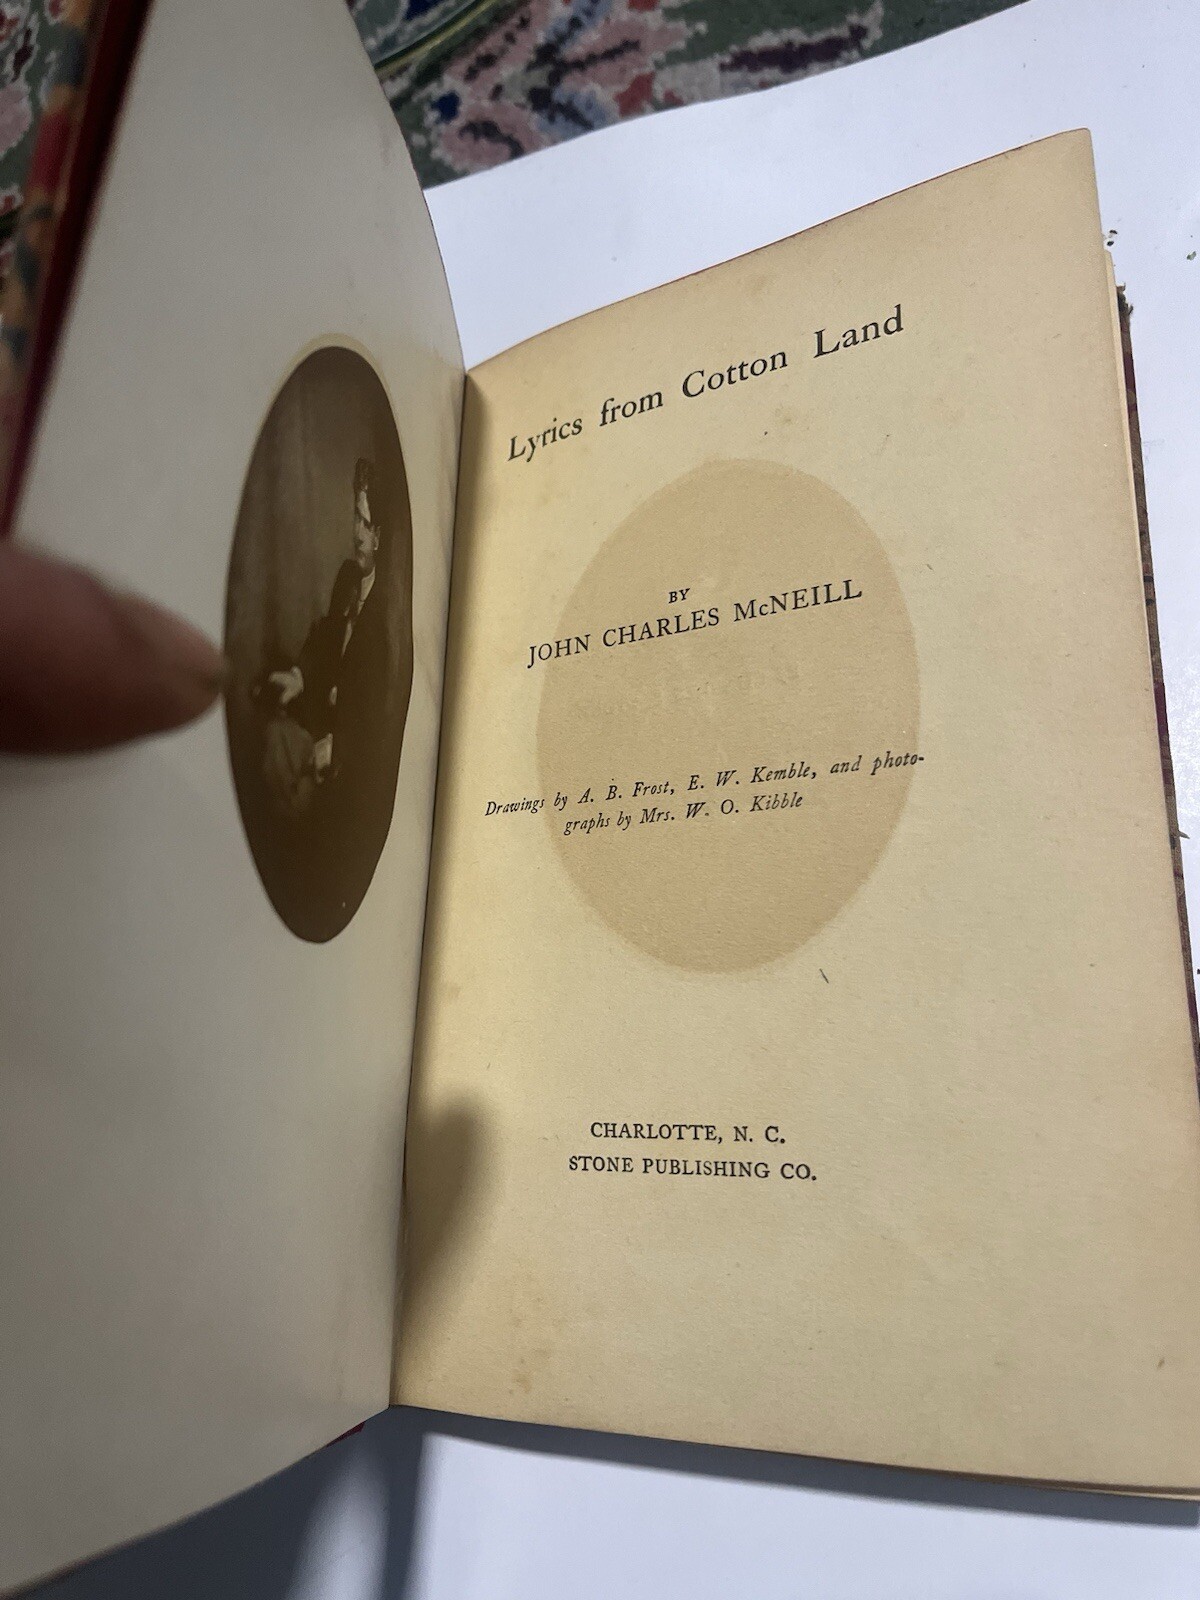 Lyrics from Cotton Land
BY
JOHN CHARLES McNEILL
Drawings by A. B. Frost, E. W. Kemble, and photo-
graphs by Mrs. W. O. Kibble
CHARLOTTE, N. C.
STONE PUBLISHING CO.